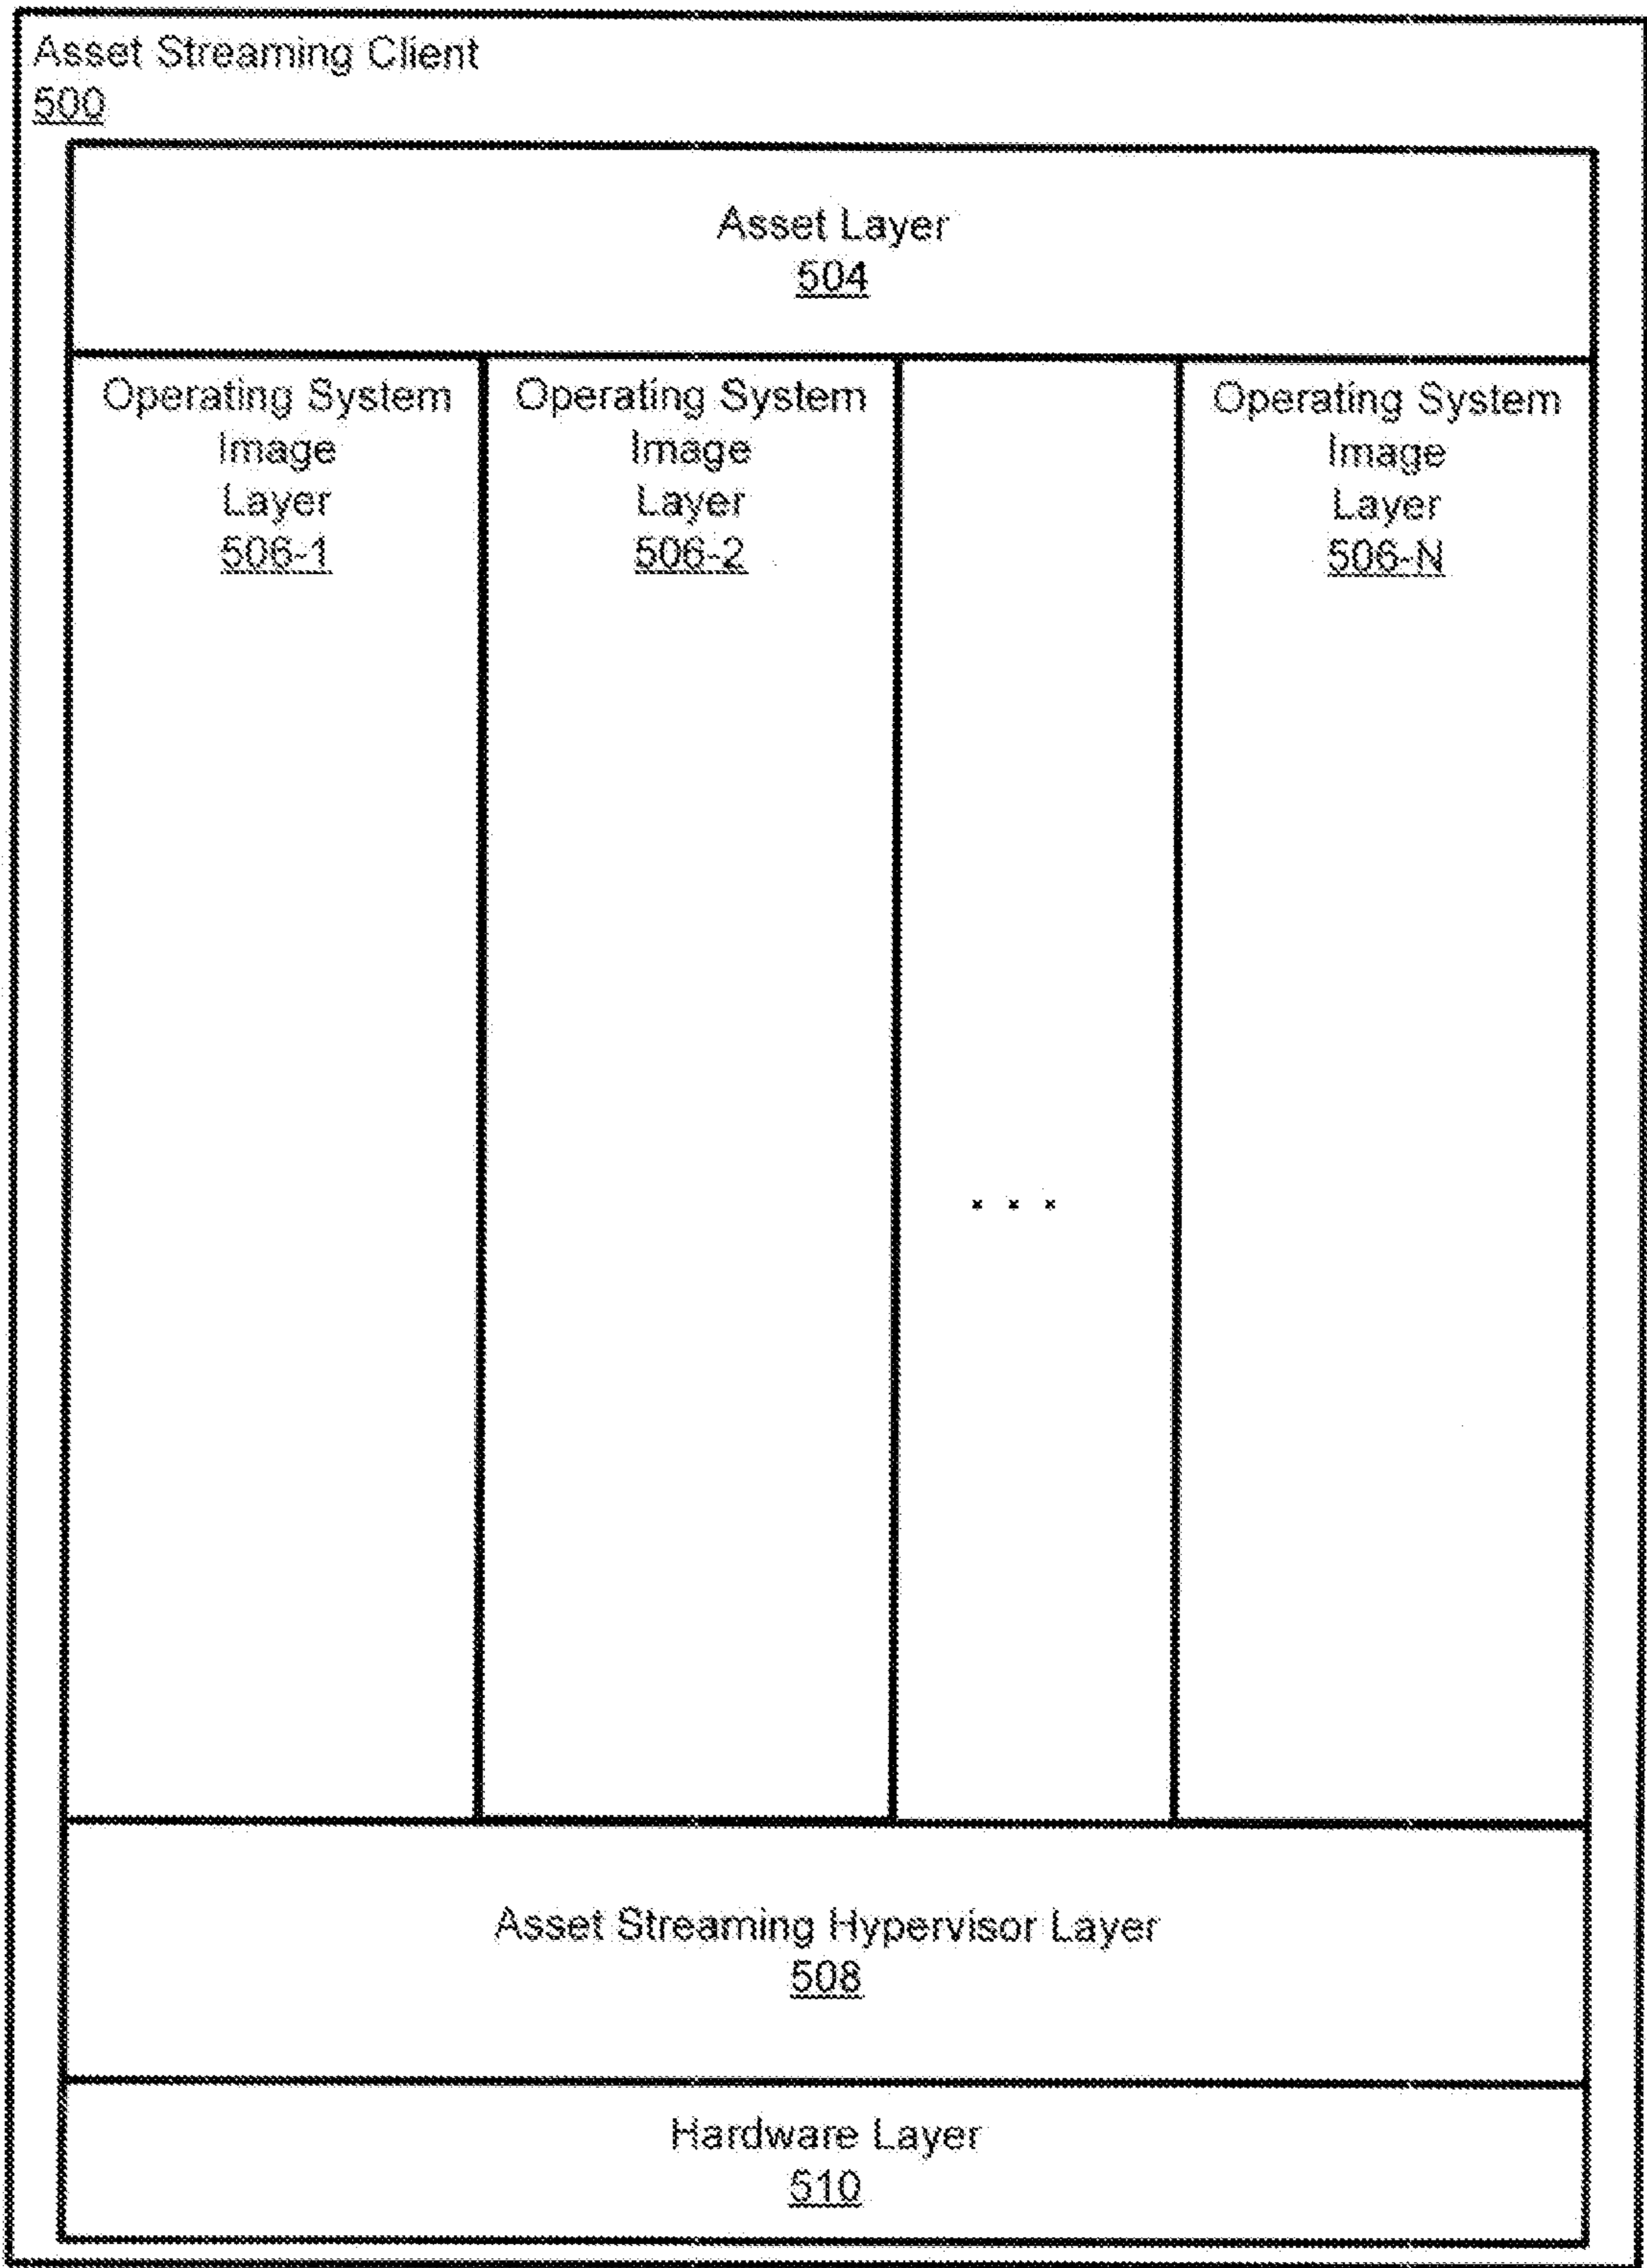 Asset Streaming Client
500
Asset Layer
504
Operating System
Image
Layer
506-1
Operating System
Image
Layer
506-2
. . .
Operating System
Image
Layer
506-N
Asset Streaming Hypervisor Layer
508
Hardware Layer
510